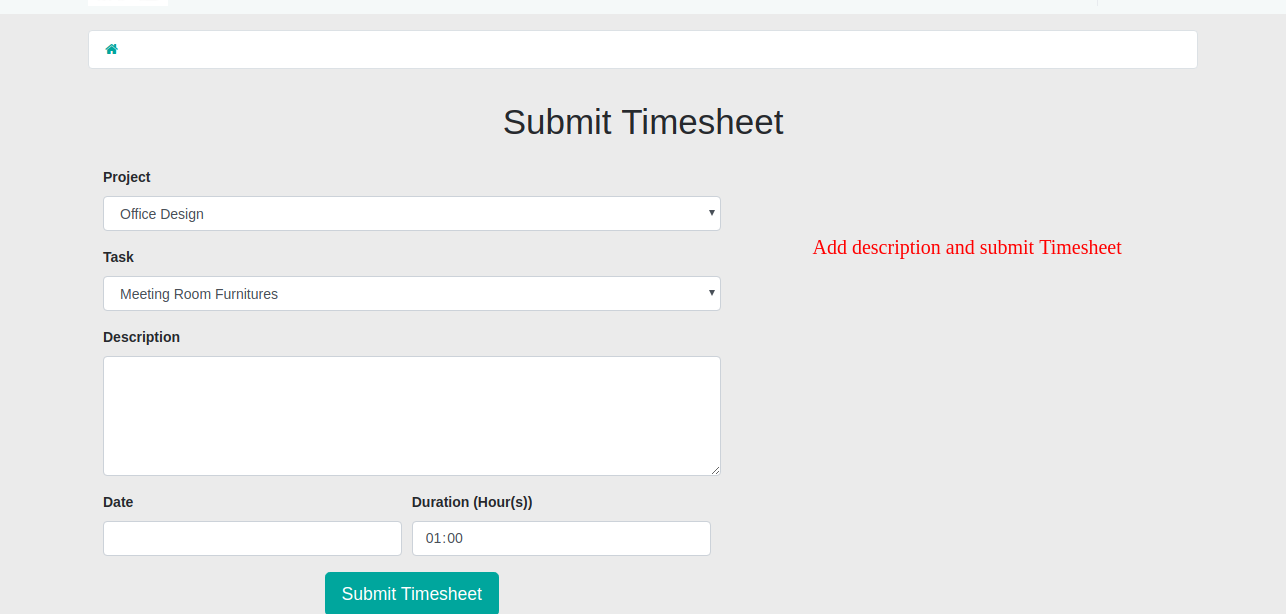 Submit Timesheet
Project
Office Design
Add description and submit Timesheet
Task
Meeting Room Furnitures
Description
Date
Duration (Hour(s))
01:00
Submit Timesheet